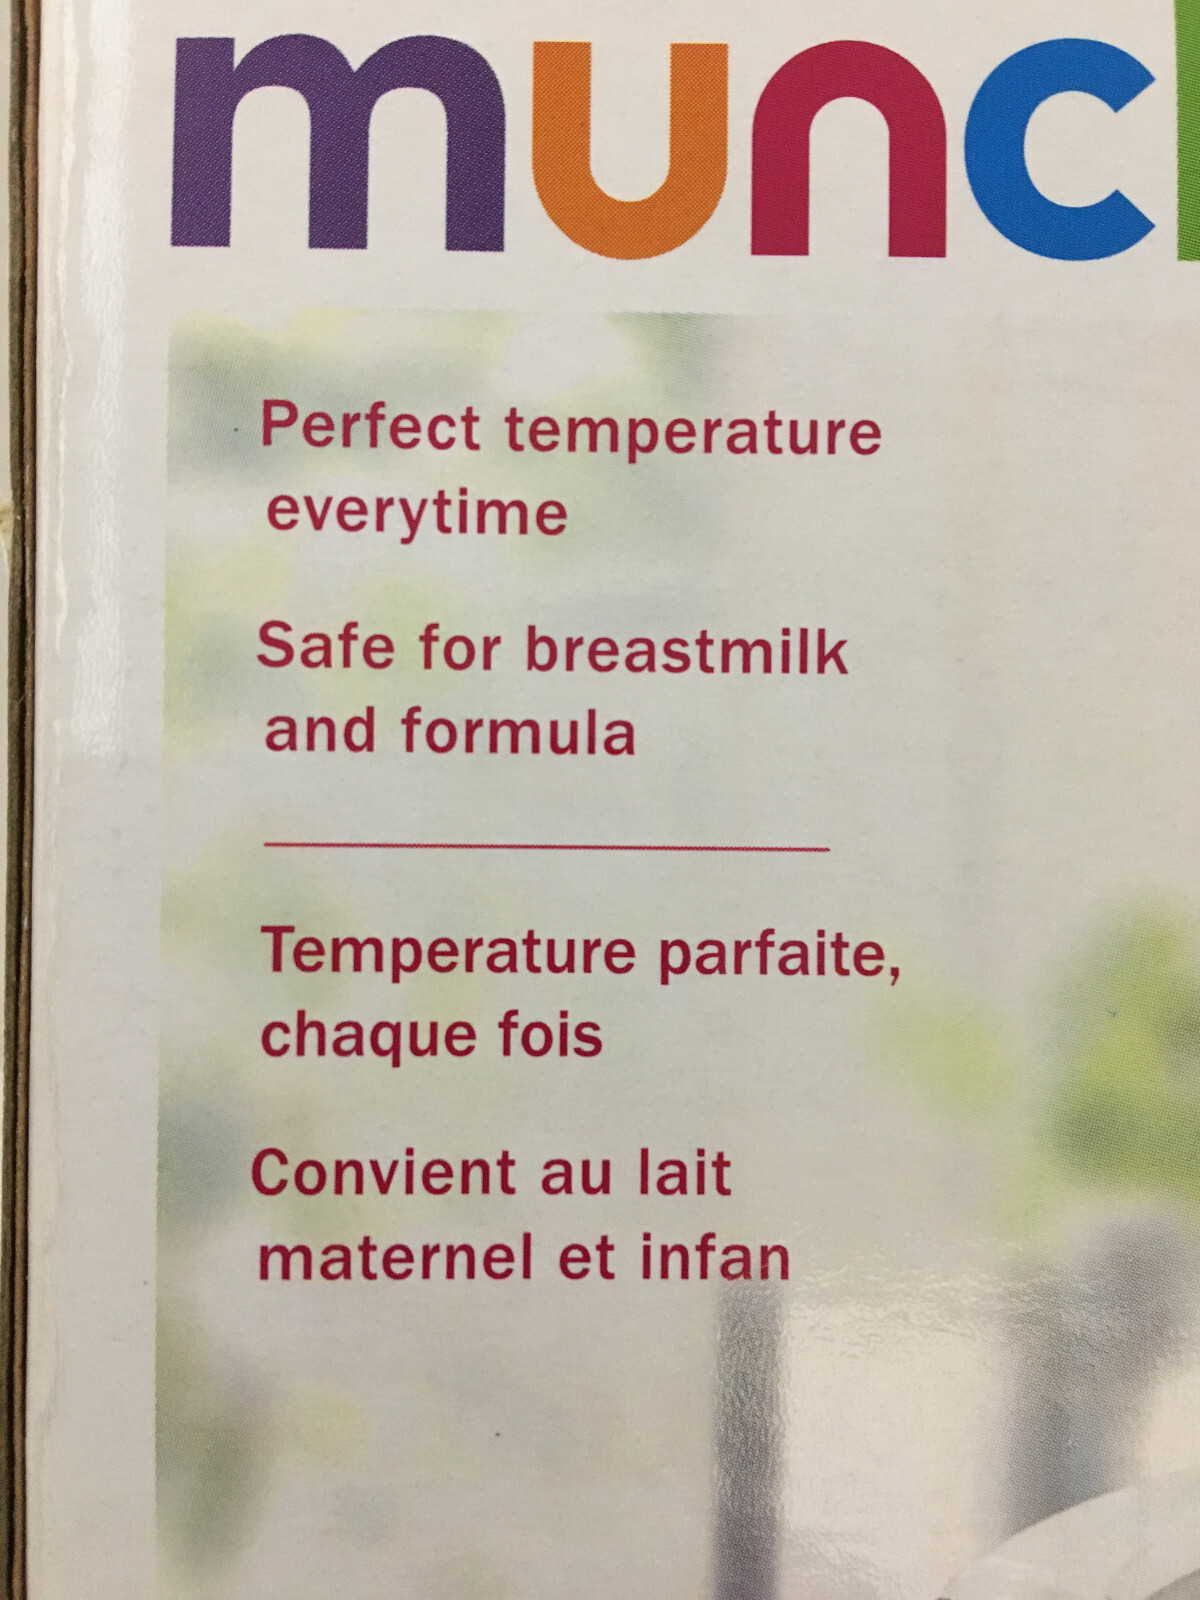 munc
Perfect temperature
everytime
Safe for breastmilk
and formula
Temperature parfaite,
chaque fois
Convient au lait
maternel et infan